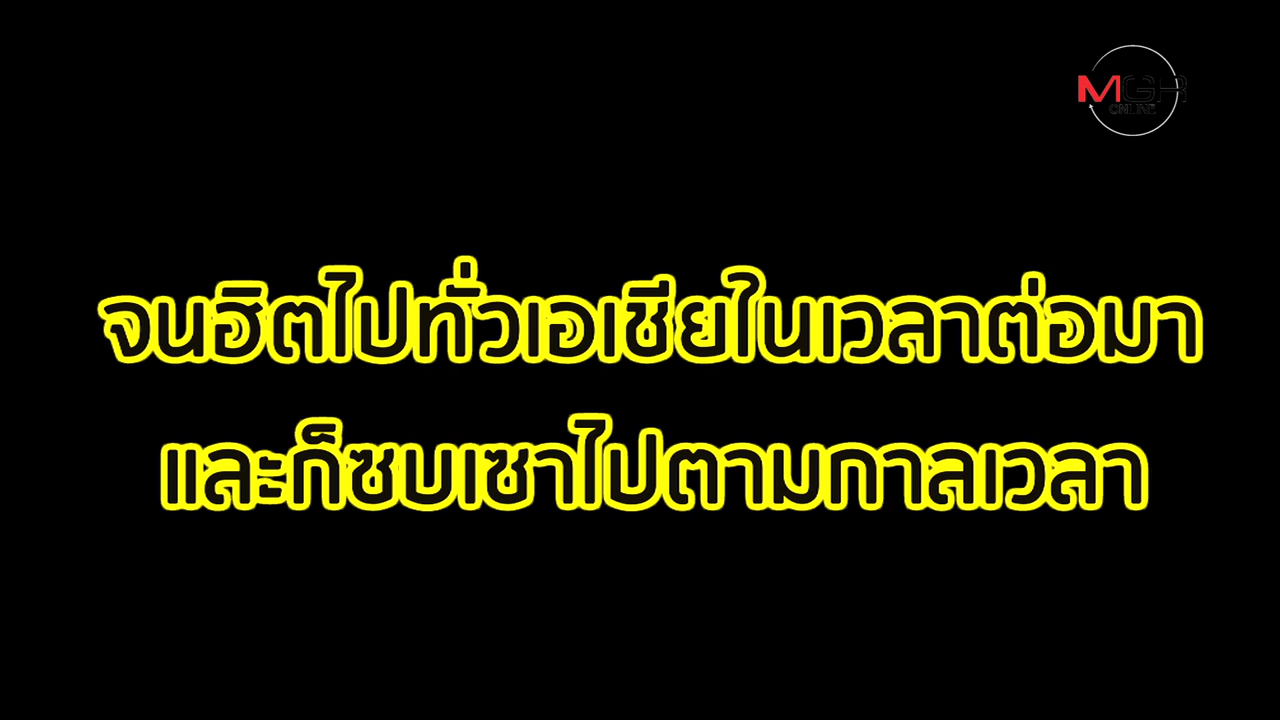 MGR
ONLINE
จนฮิตไปทั่วเอเชียในเวลาต่อมา
และก็ซบเซาไปตามกาลเวลา